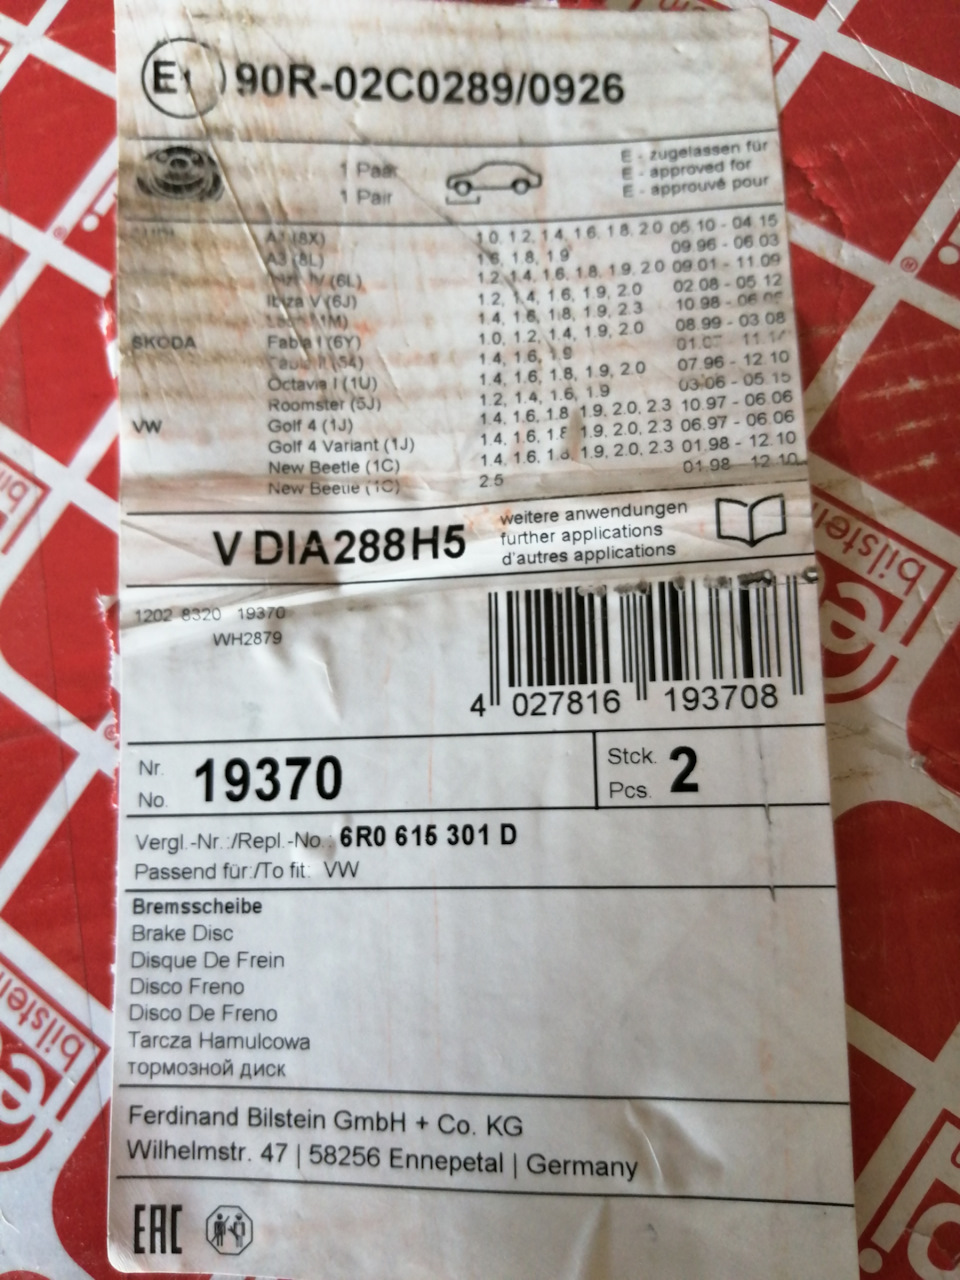 E1 90R-02C0289/0926
1 Paar
1 Pair
E - zugelassen für
E - approved for
E - approuvé pour
A1 (8X) 1.0, 1.2, 1.4, 1.6, 1.8, 2.0 05.10 - 04.15
A3 (8L) 1.6, 1.8, 1.9 09.96 - 06.03
IV (6L) 1.2, 1.4, 1.6, 1.8, 1.9, 2.0 09.01 - 11.09
Ibiza V (6J) 1.2, 1.4, 1.6, 1.9, 2.0 02.08 - 05.12
1.4, 1.6, 1.8, 1.9, 2.3 10.98 -
SKODA Fabia I (6Y) 1.0, 1.2, 1.4, 1.9, 2.0 08.99 - 03.08
1.4, 1.6, 1.9
Octavia I (1U) 1.4, 1.6, 1.8, 1.9, 2.0 07.96 - 12.10
Roomster (5J) 1.2, 1.4, 1.6, 1.9 03.06 - 05.15
VW Golf 4 (1J) 1.4, 1.6, 1.8 1.9, 2.0, 2.3 10.97 - 06.06
Golf 4 Variant (1J) 1.4, 1.6, 1.8 1.9, 2.0, 2.3 06.97 - 06.06
New Beetle (1C) 1.4, 1.6, 1.8, 1.9, 2.0, 2.3 01.98 - 12.10
New Beetle (1C) 2.5 01.98 - 12.10
V DIA288H5
weitere anwendungen
further applications
d'autres applications
1202 8320 19370
WH2879
4 027816 193708
Nr.
No. 19370
Stck.
Pcs. 2
Vergl.-Nr.:/Repl.-No.: 6R0 615 301 D
Passend für:/To fit: VW
Bremsscheibe
Brake Disc
Disque De Frein
Disco Freno
Disco De Freno
Tarcza Hamulcowa
тормозной диск
Ferdinand Bilstein GmbH + Co. KG
Wilhelmstr. 47 | 58256 Ennepetal | Germany
EAC
bilstein
bilstein